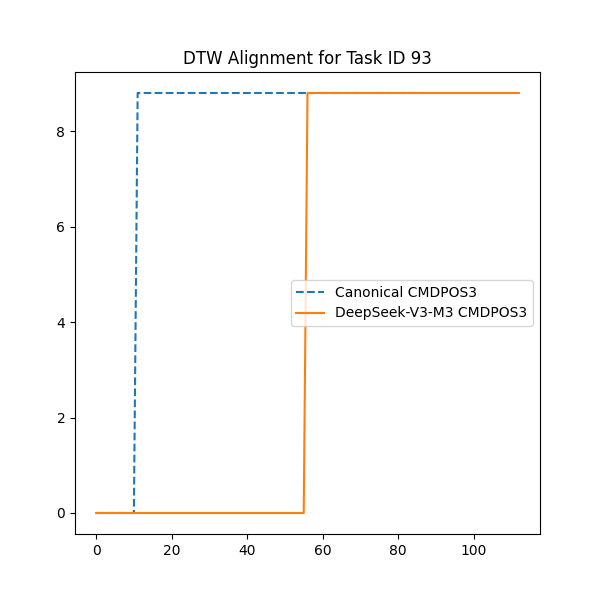 DTW Alignment for Task ID 93
8
6
4
2
0
Canonical CMDPOS3
DeepSeek-V3-M3 CMDPOS3
0 20 40 60 80 100